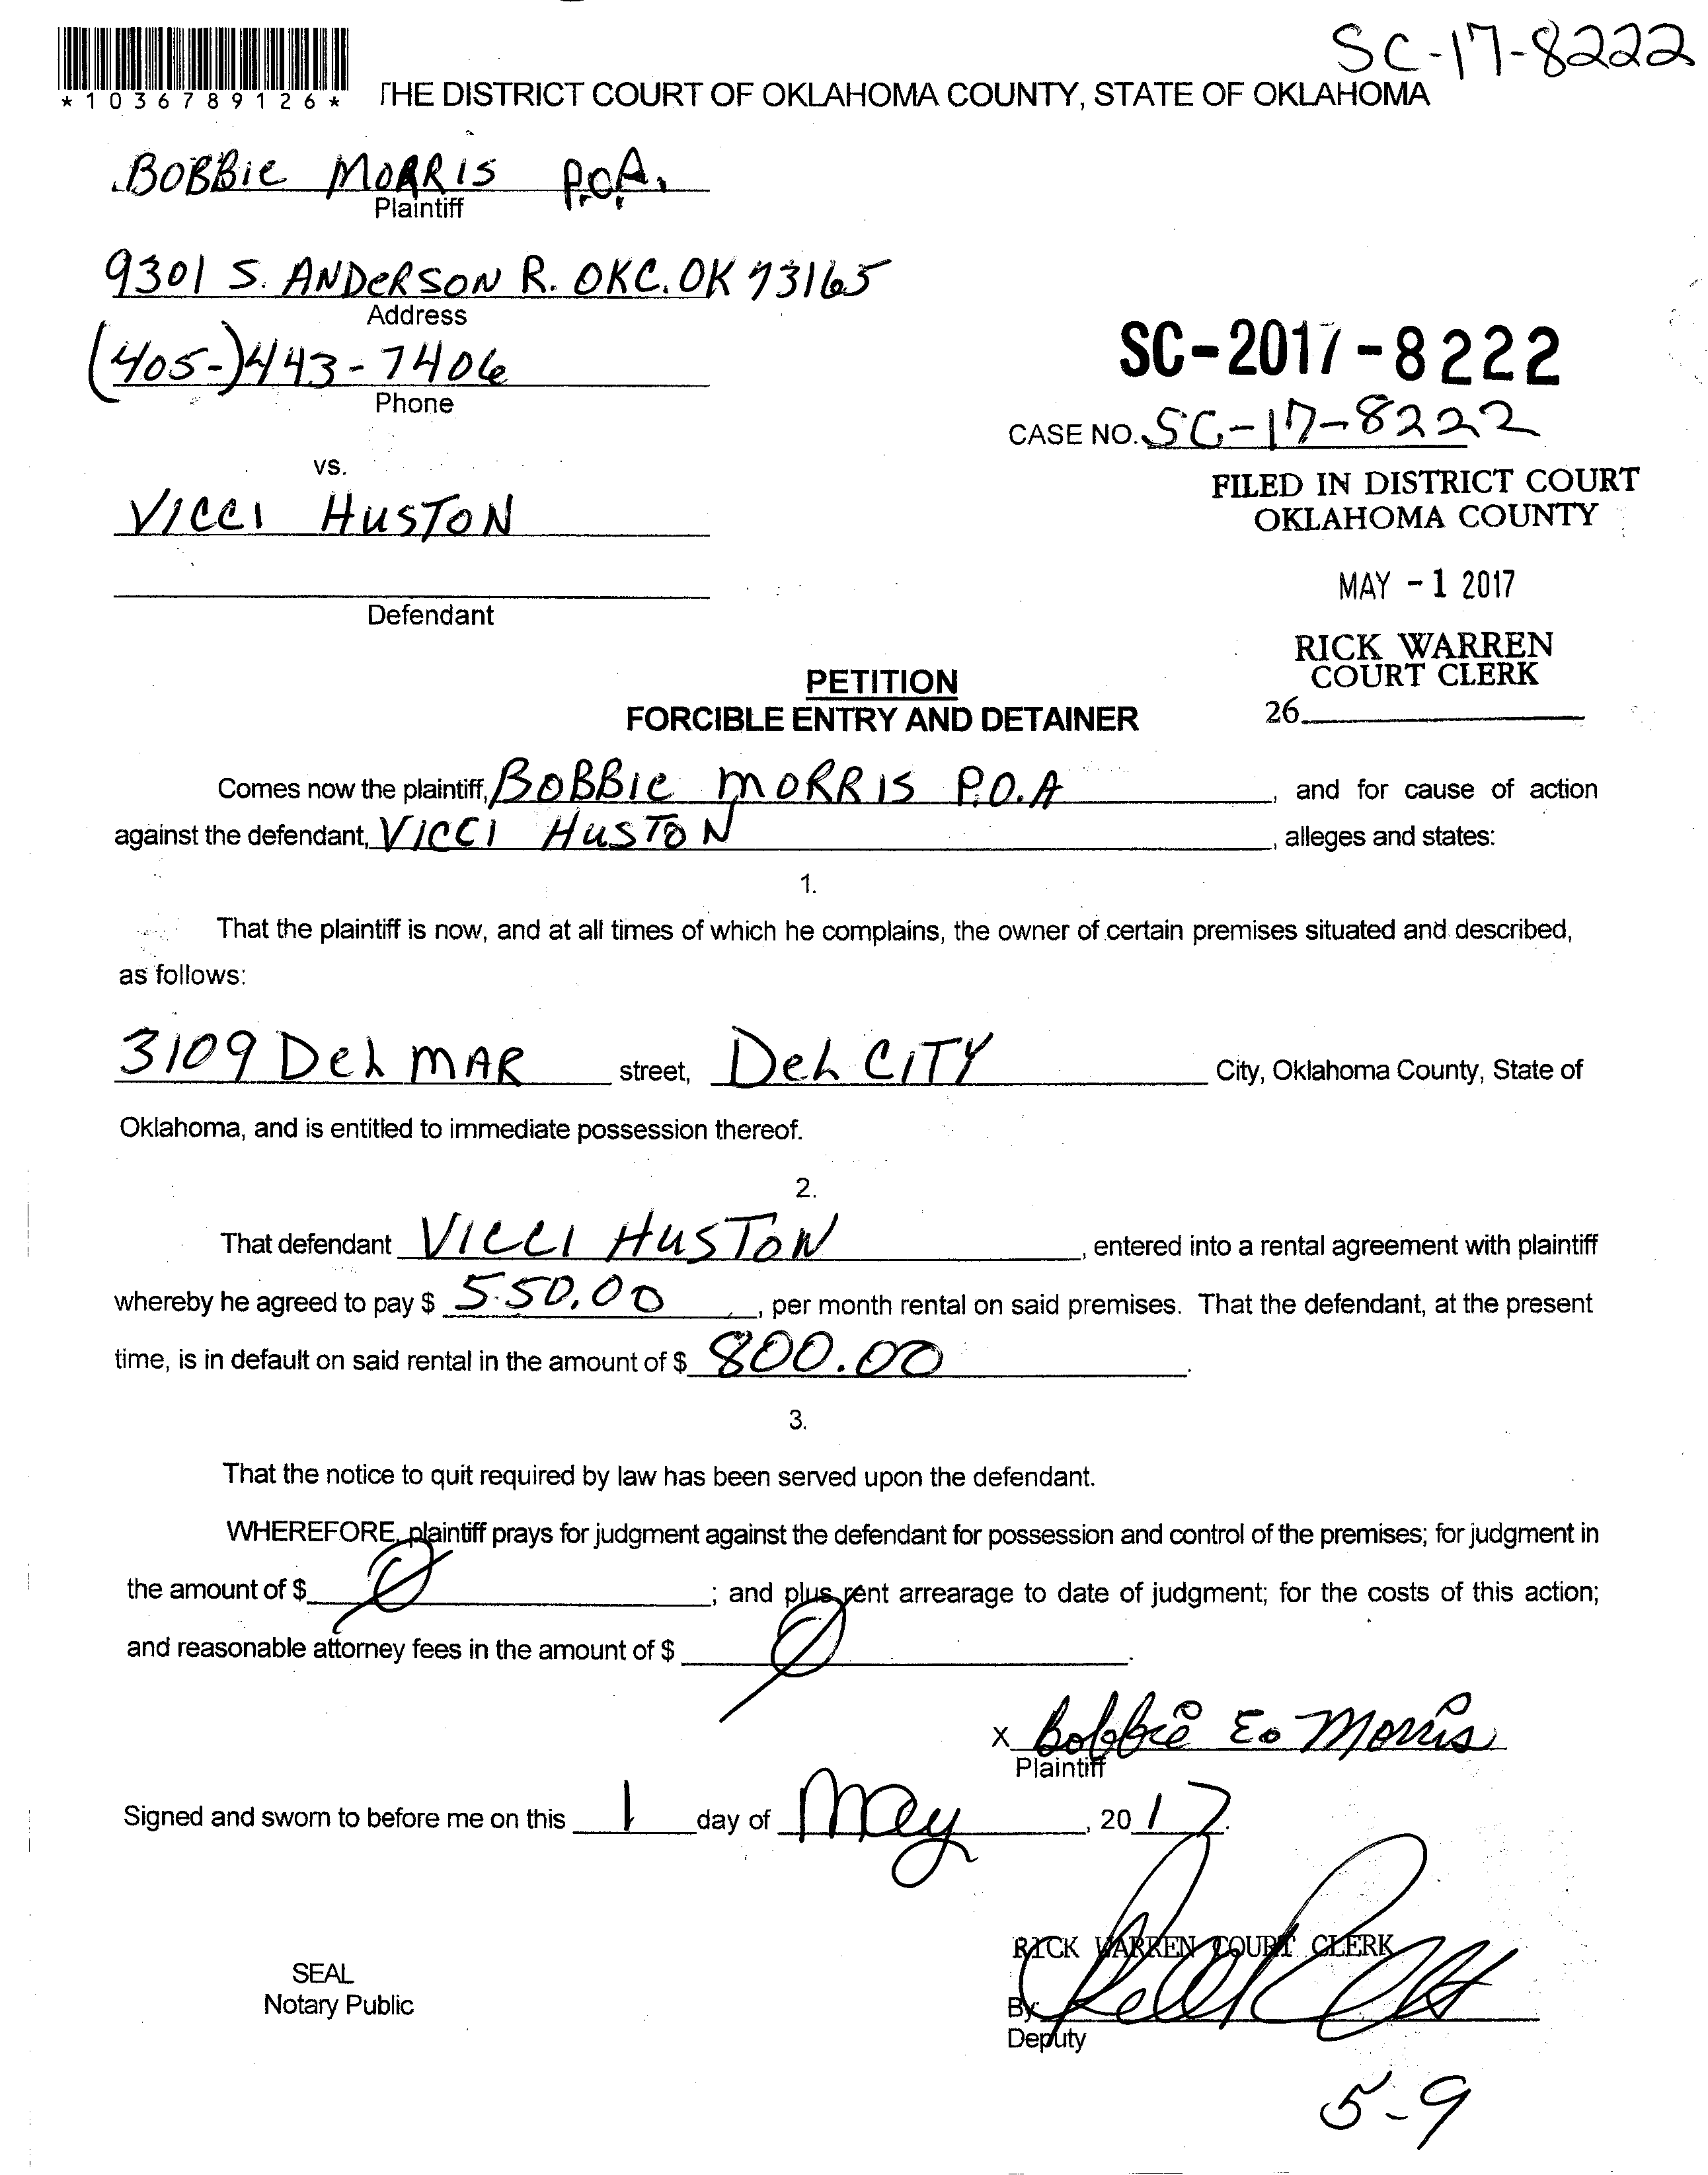 SC-17-8222
*1036789126*
THE DISTRICT COURT OF OKLAHOMA COUNTY, STATE OF OKLAHOMA
BOBBIE MORRIS P.O.A.
Plaintiff
9301 S. ANDERSON R. OKC. OK 73165
Address
(405-)443-7406
Phone
SC-2017-8222
CASE NO. SC-17-8222
vs.
FILED IN DISTRICT COURT
OKLAHOMA COUNTY
VICCI HUSTON
MAY -1 2017
Defendant
RICK WARREN
COURT CLERK
26
PETITION
FORCIBLE ENTRY AND DETAINER
Comes now the plaintiff, BOBBIE MORRIS P.O.A, and for cause of action
against the defendant, VICCI HUSTON, alleges and states:
1.
That the plaintiff is now, and at all times of which he complains, the owner of certain premises situated and described,
as follows:
3109 Del MAR street, Del CITY City, Oklahoma County, State of
Oklahoma, and is entitled to immediate possession thereof.
2.
That defendant VICCI HUSTON, entered into a rental agreement with plaintiff
whereby he agreed to pay $ 550.00, per month rental on said premises. That the defendant, at the present
time, is in default on said rental in the amount of $ 800.00.
3.
That the notice to quit required by law has been served upon the defendant.
WHEREFORE, plaintiff prays for judgment against the defendant for possession and control of the premises; for judgment in
the amount of $ 0; and plus rent arrearage to date of judgment; for the costs of this action;
and reasonable attorney fees in the amount of $ 0.
x Bobbie E. Morris
Plaintiff
Signed and sworn to before me on this 1 day of May, 2017.
RICK WARREN COURT CLERK
SEAL
Notary Public
By
Deputy
5-9